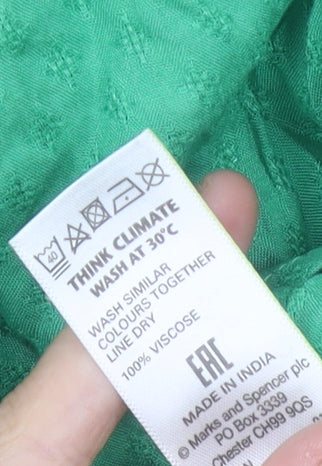 40
THINK CLIMATE
WASH AT 30°C
WASH SIMILAR
COLOURS TOGETHER
LINE DRY
100% VISCOSE
EAC
MADE IN INDIA
© Marks and Spencer plc
PO BOX 3339
Chester CH99 9QS